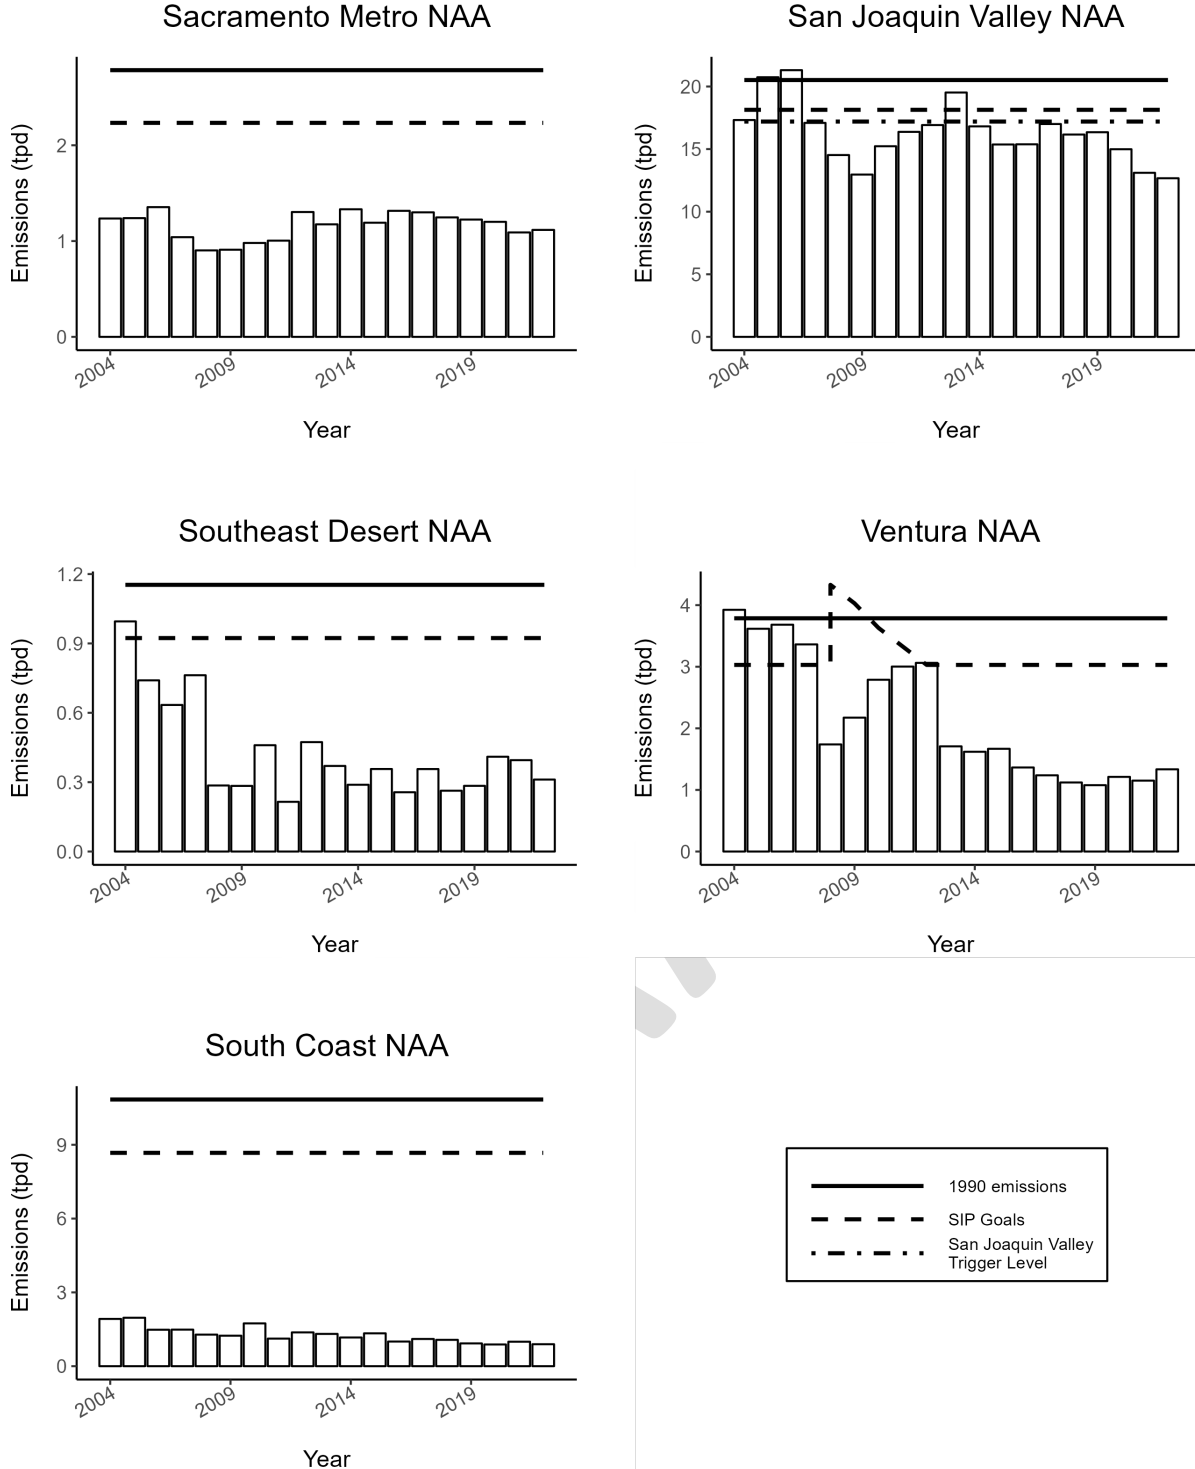 Sacramento Metro NAA
Emissions (tpd)
2
1
0
2004 2009 2014 2019
Year
San Joaquin Valley NAA
Emissions (tpd)
20
15
10
5
0
2004 2009 2014 2019
Year
Southeast Desert NAA
Emissions (tpd)
1.2
0.9
0.6
0.3
0.0
2004 2009 2014 2019
Year
Ventura NAA
Emissions (tpd)
4
3
2
1
0
2004 2009 2014 2019
Year
South Coast NAA
Emissions (tpd)
9
6
3
0
2004 2009 2014 2019
Year
1990 emissions
SIP Goals
San Joaquin Valley
Trigger Level